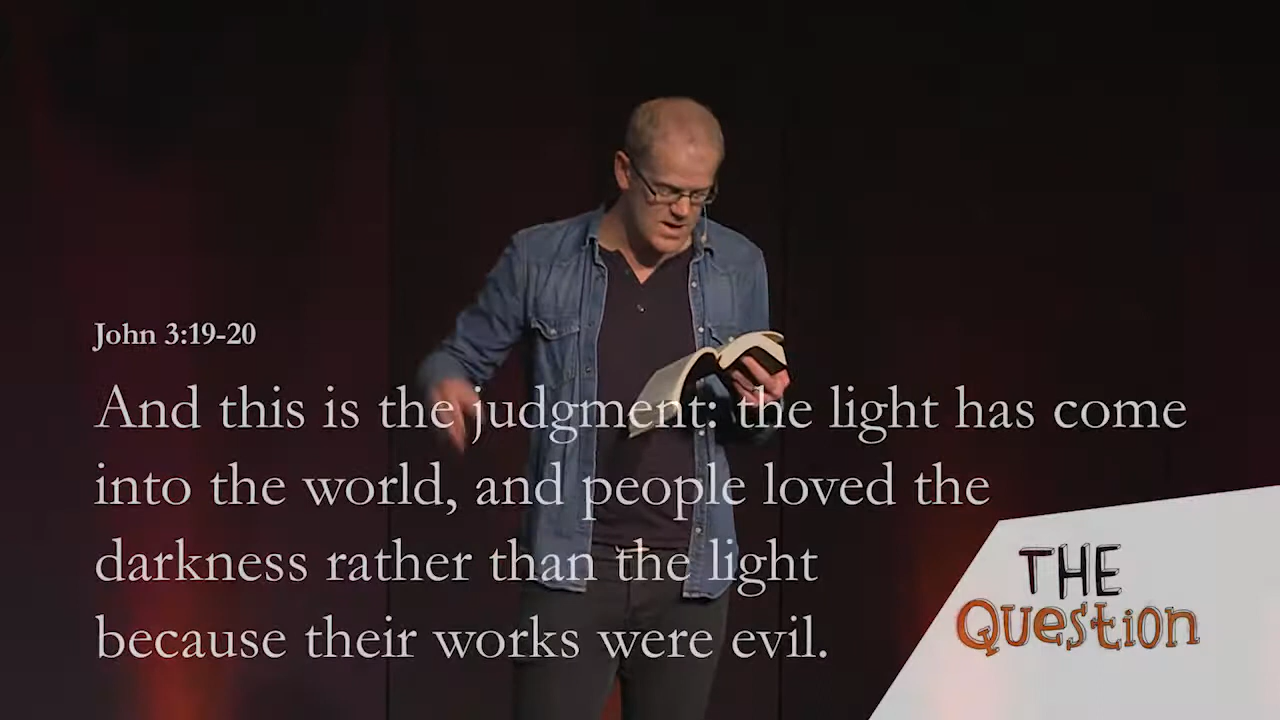 John 3:19-20
And this is the judgment: the light has come
into the world, and people loved the
darkness rather than the light
because their works were evil.
THE
Question